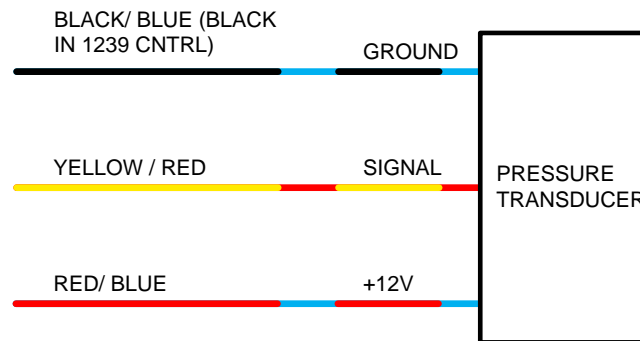 BLACK/ BLUE (BLACK
IN 1239 CNTRL)
GROUND
YELLOW / RED
SIGNAL
PRESSURE
TRANSDUCER
RED/ BLUE
+12V